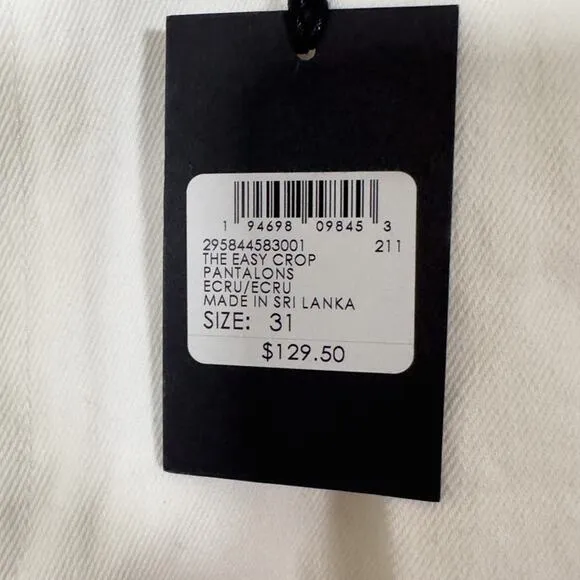 1 94698 09845 3
295844583001 211
THE EASY CROP
PANTALONS
ECRU/ECRU
MADE IN SRI LANKA
SIZE: 31
$129.50